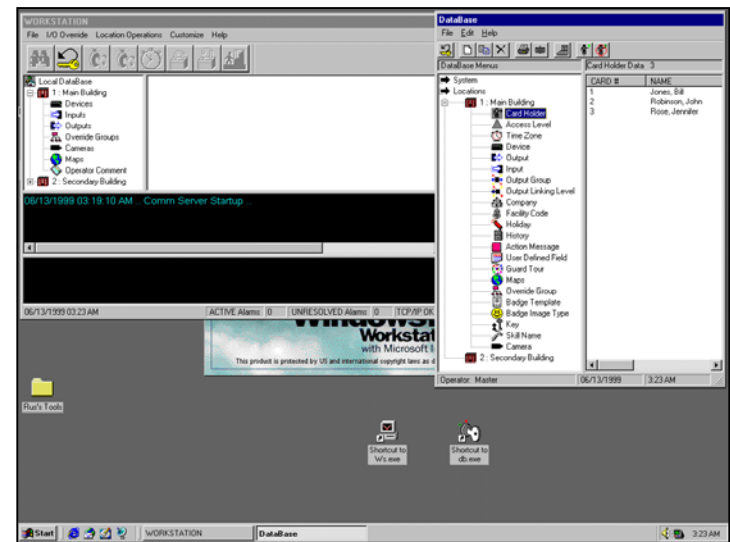 WORKSTATION
File I/O Override Location Operations Customize Help
Local DataBase
1 : Main Building
Devices
Inputs
Outputs
Override Groups
Cameras
Maps
Operator Comment
2 : Secondary Building
06/13/1999 03:19:10 AM .. Comm Server Startup ..
06/13/1999 03:23 AM
ACTIVE Alarms 0
UNRESOLVED Alarms 0
TCP/IP OK
DataBase
File Edit Help
DataBase Menus
Card Holder Data 3
System
Locations
1 : Main Building
Card Holder
Access Level
Time Zone
Device
Output
Input
Output Group
Output Linking Level
Company
Facility Code
Holiday
History
Action Message
User Defined Field
Guard Tour
Maps
Override Group
Badge Template
Badge Image Type
Key
Skill Name
Camera
2 : Secondary Building
CARD # NAME
1 Jones, Bill
2 Robinson, John
3 Rose, Jennifer
Operator: Master
06/13/1999
3:23 AM
Workstat
with Microsoft I
This product is protected by US and international copyright laws as d
Rus's Tools
Shortcut to
Ws.exe
Shortcut to
db.exe
Start
WORKSTATION
DataBase
3:23 AM